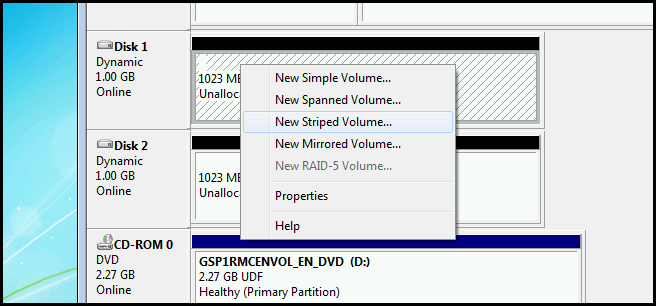 Disk 1
Dynamic
1.00 GB
Online
1023 ME
Unalloc
New Simple Volume...
New Spanned Volume...
New Striped Volume...
New Mirrored Volume...
New RAID-5 Volume...
Properties
Help
Disk 2
Dynamic
1.00 GB
Online
1023 ME
Unalloc
CD-ROM 0
DVD
2.27 GB
Online
GSP1RMCENVOL_EN_DVD (D:)
2.27 GB UDF
Healthy (Primary Partition)